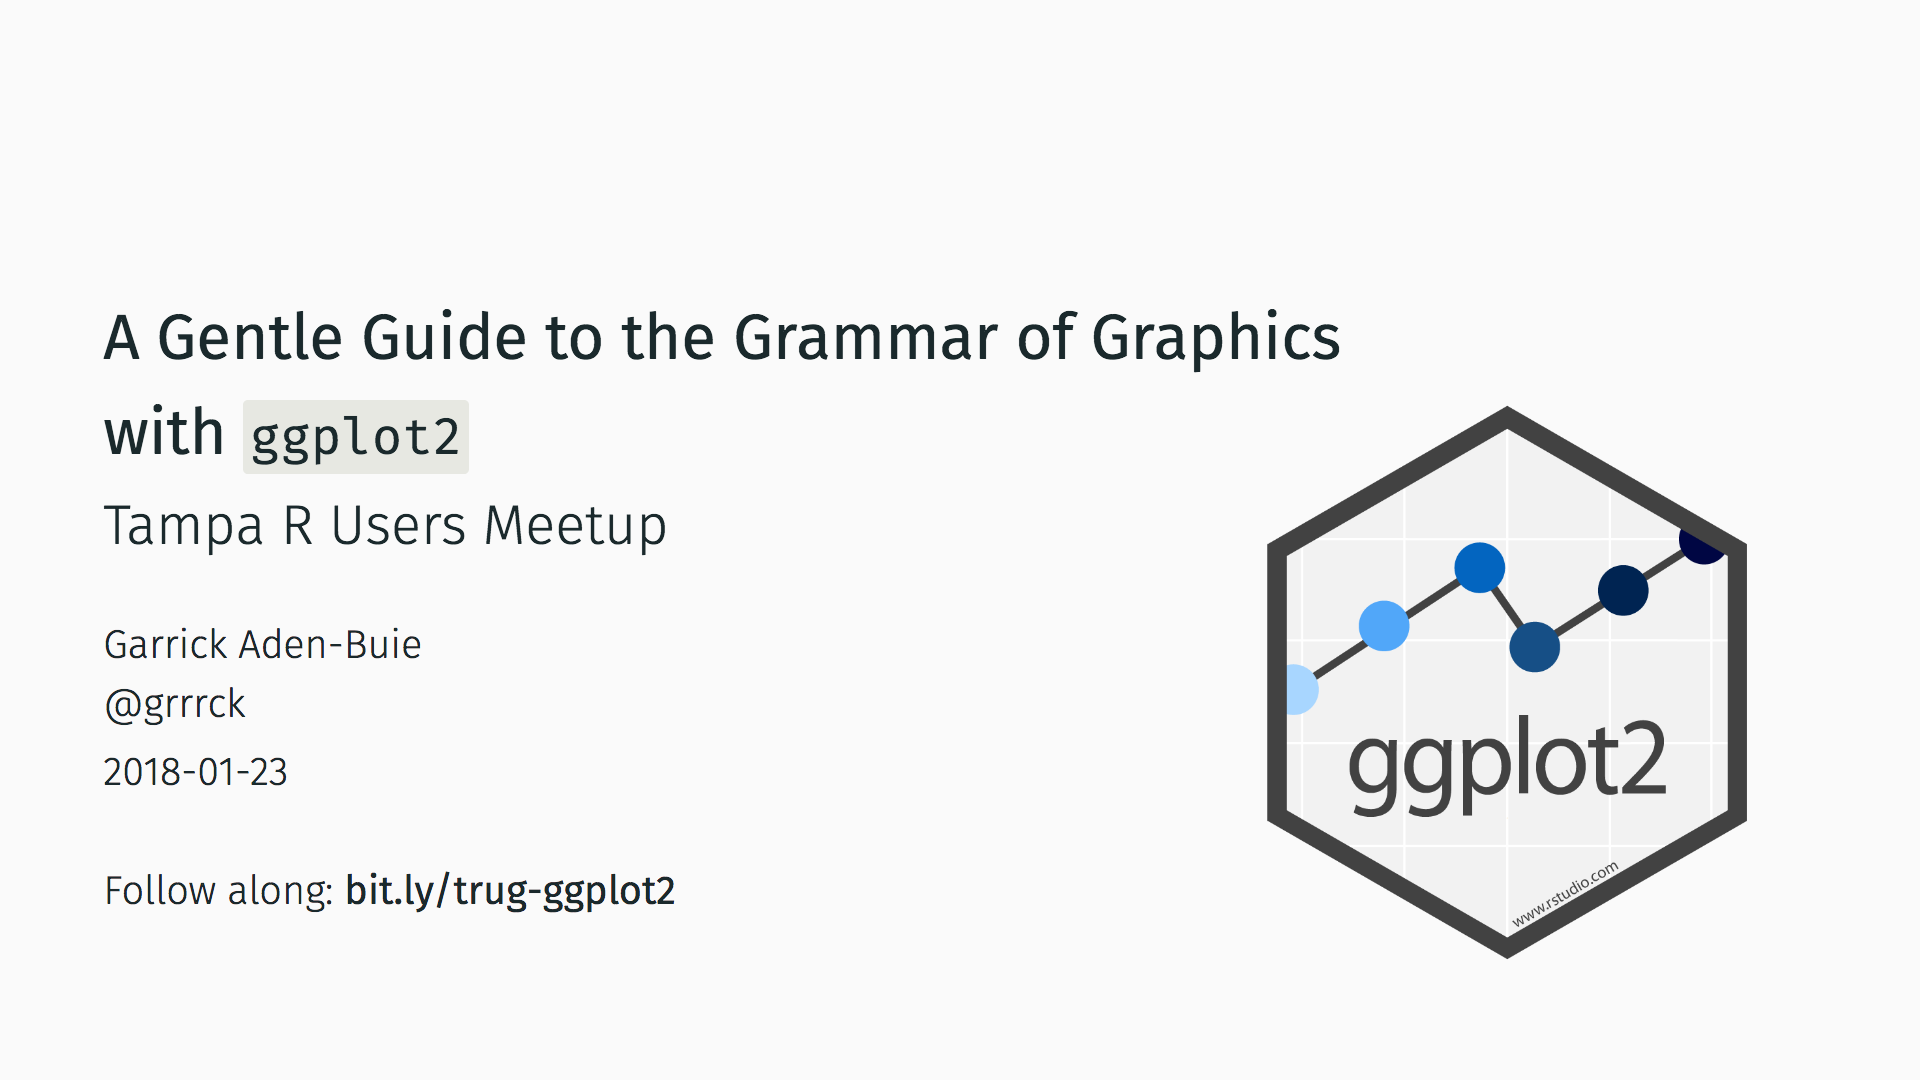 A Gentle Guide to the Grammar of Graphics
with ggplot2
Tampa R Users Meetup
Garrick Aden-Buie
@grrrck
2018-01-23
Follow along: bit.ly/trug-ggplot2
ggplot2
www.rstudio.com